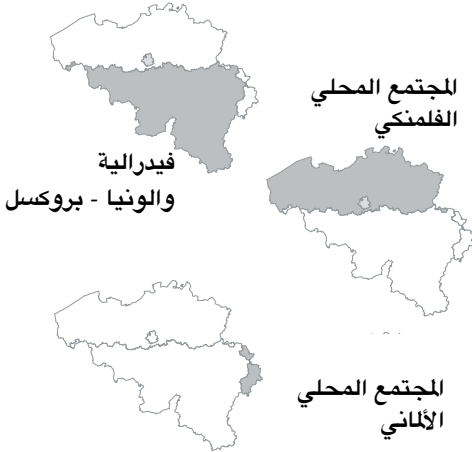 المجتمع المحلي
الفلمنكي
فيدرالية
والونيا - بروكسل
المجتمع المحلي
الألماني